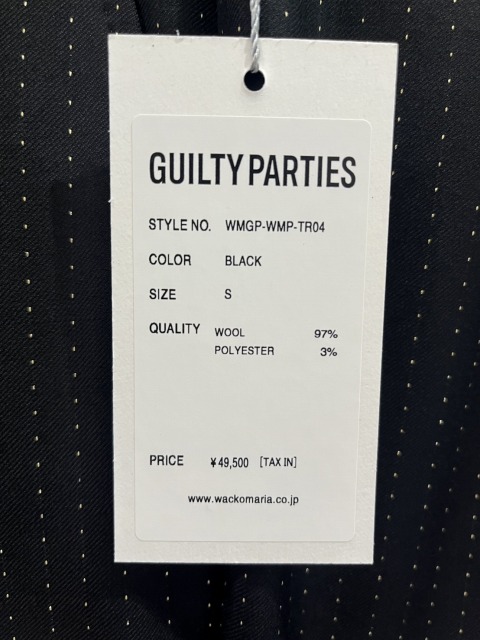 GUILTY PARTIES
STYLE NO. WMGP-WMP-TR04
COLOR BLACK
SIZE S
QUALITY WOOL 97%
POLYESTER 3%
PRICE ¥49,500 [TAX IN]
www.wackomaria.co.jp